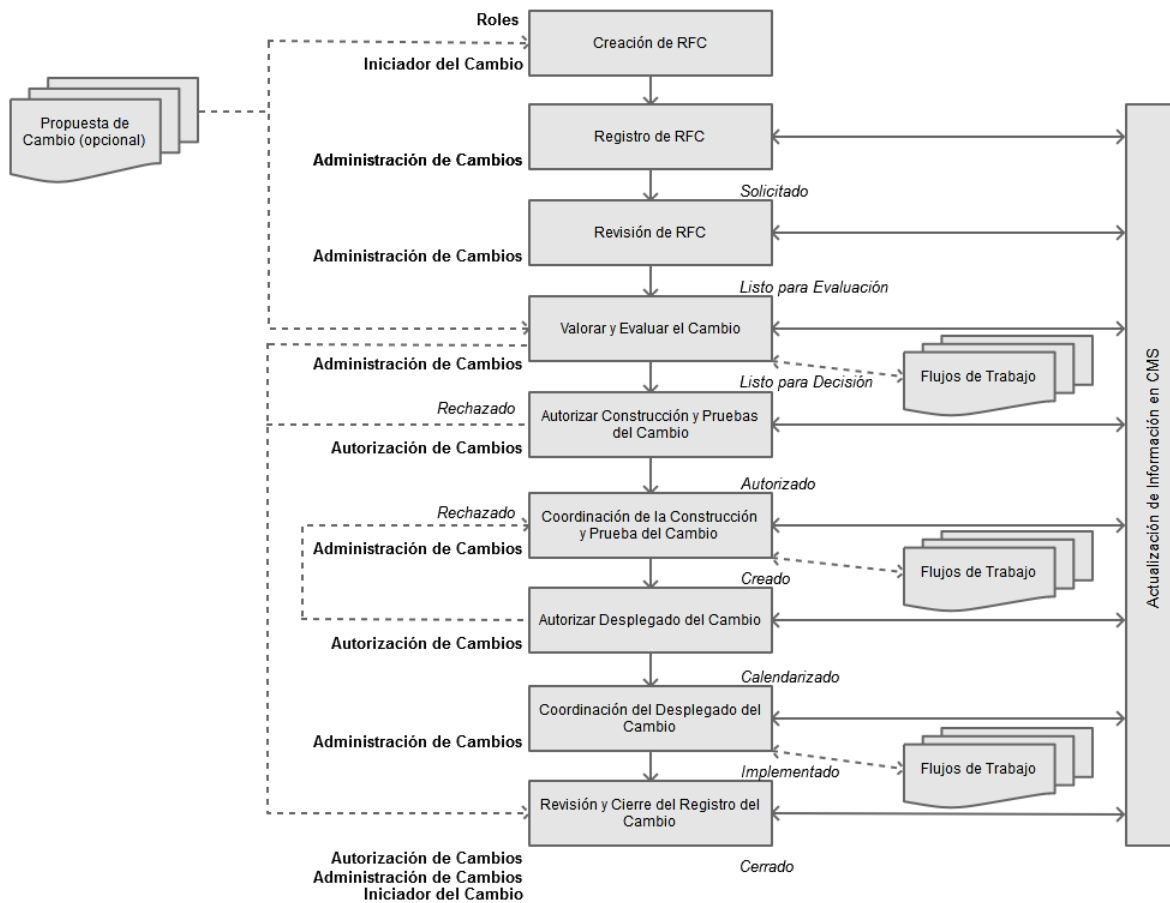 Roles
Creación de RFC
Iniciador del Cambio
Propuesta de
Cambio (opcional)
Registro de RFC
Administración de Cambios
Solicitado
Revisión de RFC
Administración de Cambios
Listo para Evaluación
Valorar y Evaluar el Cambio
Administración de Cambios
Listo para Decisión
Flujos de Trabajo
Rechazado
Autorizar Construcción y Pruebas
del Cambio
Autorización de Cambios
Autorizado
Rechazado
Coordinación de la Construcción
y Prueba del Cambio
Administración de Cambios
Creado
Flujos de Trabajo
Autorizar Desplegado del Cambio
Autorización de Cambios
Calendarizado
Coordinación del Desplegado del
Cambio
Administración de Cambios
Implementado
Flujos de Trabajo
Revisión y Cierre del Registro del
Cambio
Autorización de Cambios
Administración de Cambios
Iniciador del Cambio
Cerrado
Actualización de Información en CMS